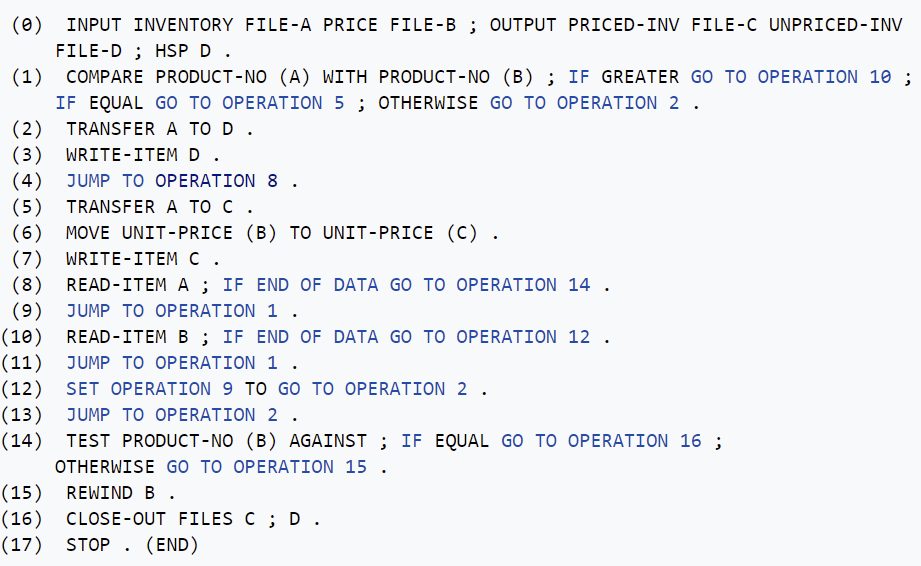 (0) INPUT INVENTORY FILE-A PRICE FILE-B ; OUTPUT PRICED-INV FILE-C UNPRICED-INV
FILE-D ; HSP D .
(1) COMPARE PRODUCT-NO (A) WITH PRODUCT-NO (B) ; IF GREATER GO TO OPERATION 10 ;
IF EQUAL GO TO OPERATION 5 ; OTHERWISE GO TO OPERATION 2 .
(2) TRANSFER A TO D .
(3) WRITE-ITEM D .
(4) JUMP TO OPERATION 8 .
(5) TRANSFER A TO C .
(6) MOVE UNIT-PRICE (B) TO UNIT-PRICE (C) .
(7) WRITE-ITEM C .
(8) READ-ITEM A ; IF END OF DATA GO TO OPERATION 14 .
(9) JUMP TO OPERATION 1 .
(10) READ-ITEM B ; IF END OF DATA GO TO OPERATION 12 .
(11) JUMP TO OPERATION 1 .
(12) SET OPERATION 9 TO GO TO OPERATION 2 .
(13) JUMP TO OPERATION 2 .
(14) TEST PRODUCT-NO (B) AGAINST ; IF EQUAL GO TO OPERATION 16 ;
OTHERWISE GO TO OPERATION 15 .
(15) REWIND B .
(16) CLOSE-OUT FILES C ; D .
(17) STOP . (END)